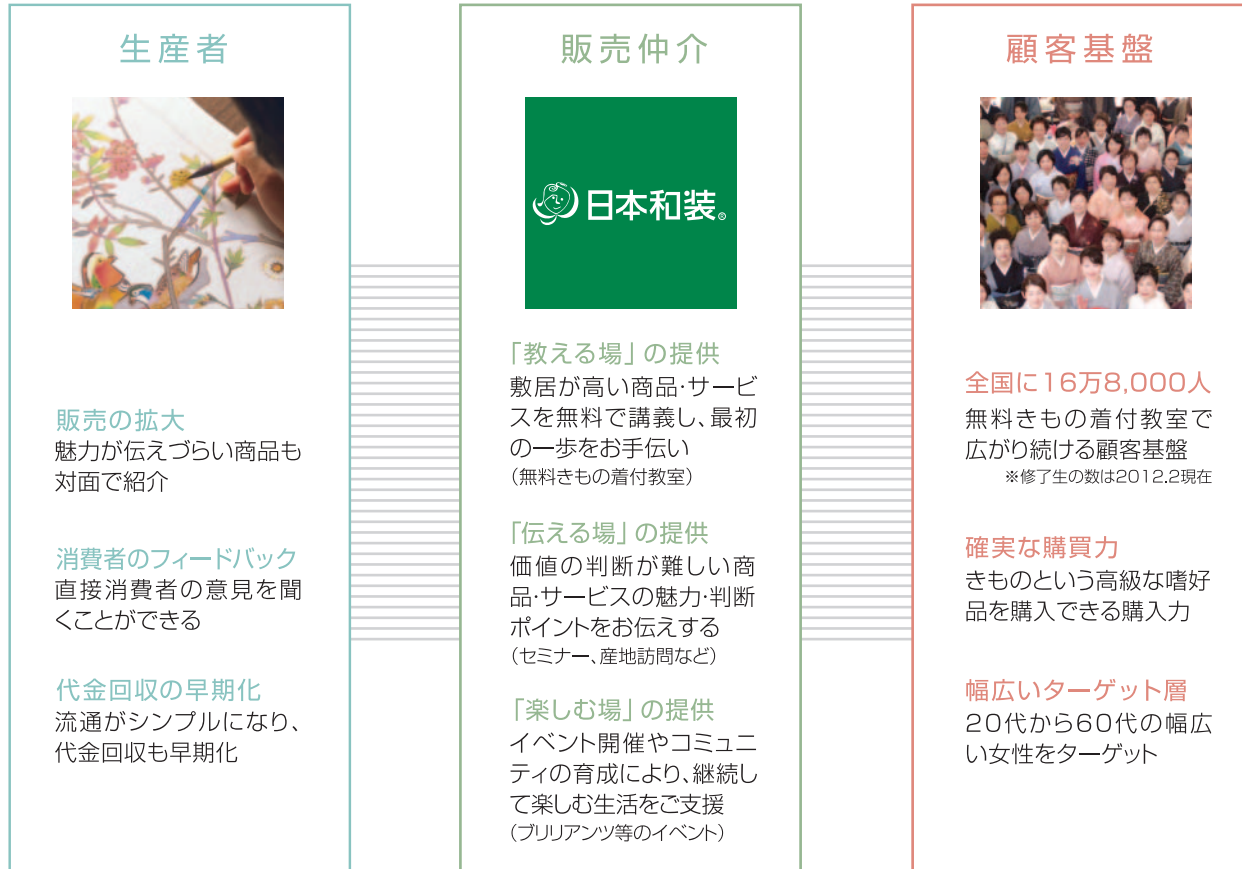 生産者
販売の拡大
魅力が伝えづらい商品も
対面で紹介
消費者のフィードバック
直接消費者の意見を聞
くことができる
代金回収の早期化
流通がシンプルになり、
代金回収も早期化
販売仲介
日本和装®
「教える場」の提供
敷居が高い商品・サービ
スを無料で講義し、最初
の一歩をお手伝い
（無料きもの着付教室）
「伝える場」の提供
価値の判断が難しい商
品・サービスの魅力・判断
ポイントをお伝えする
（セミナー、産地訪問など）
「楽しむ場」の提供
イベント開催やコミュニ
ティの育成により、継続し
て楽しむ生活をご支援
（ブリリアンツ等のイベント）
顧客基盤
全国に16万8,000人
無料きもの着付教室で
広がり続ける顧客基盤
※修了生の数は2012.2現在
確実な購買力
きものという高級な嗜好
品を購入できる購入力
幅広いターゲット層
20代から60代の幅広
い女性をターゲット